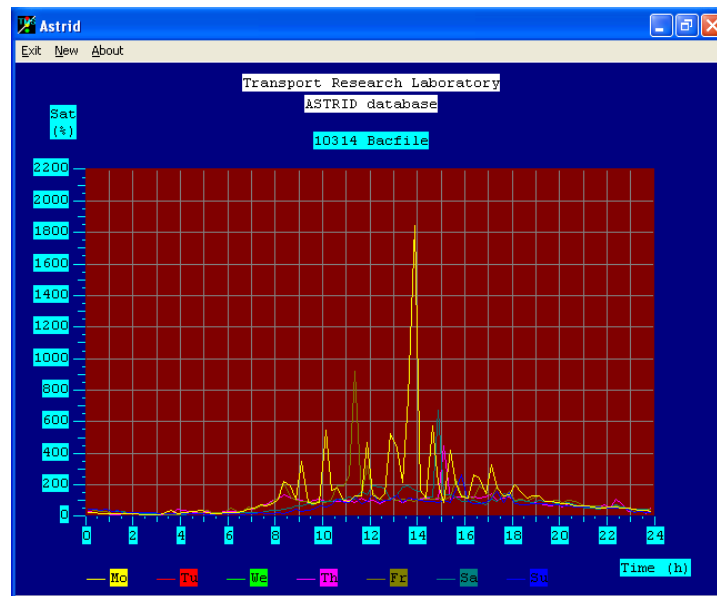 Astrid
Exit New About
Transport Research Laboratory
ASTRID database
Sat
(%)
10314 Bacfile
2200
2000
1800
1600
1400
1200
1000
800
600
400
200
0
0 2 4 6 8 10 12 14 16 18 20 22 24
Time (h)
Mo Tu We Th Fr Sa Su